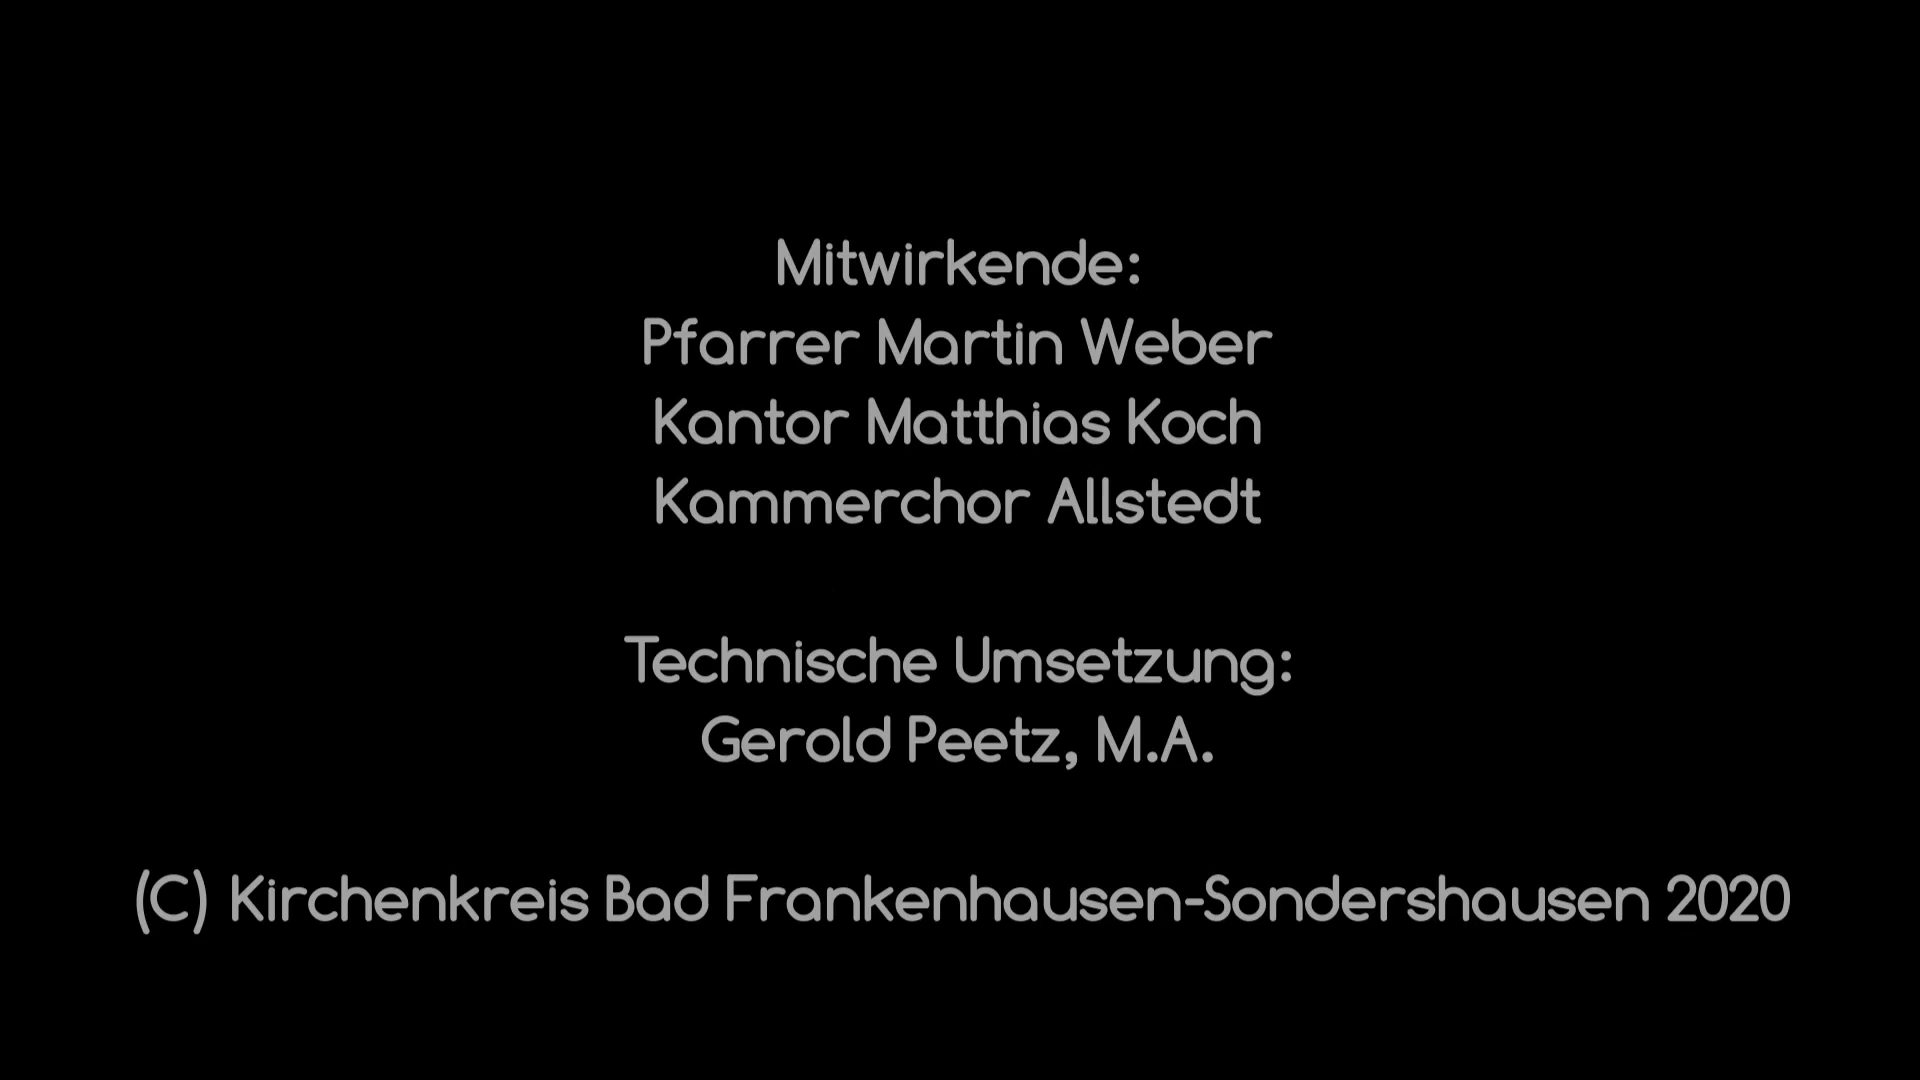 Mitwirkende:
Pfarrer Martin Weber
Kantor Matthias Koch
Kammerchor Allstedt
Technische Umsetzung:
Gerold Peetz, M.A.
(C) Kirchenkreis Bad Frankenhausen-Sondershausen 2020